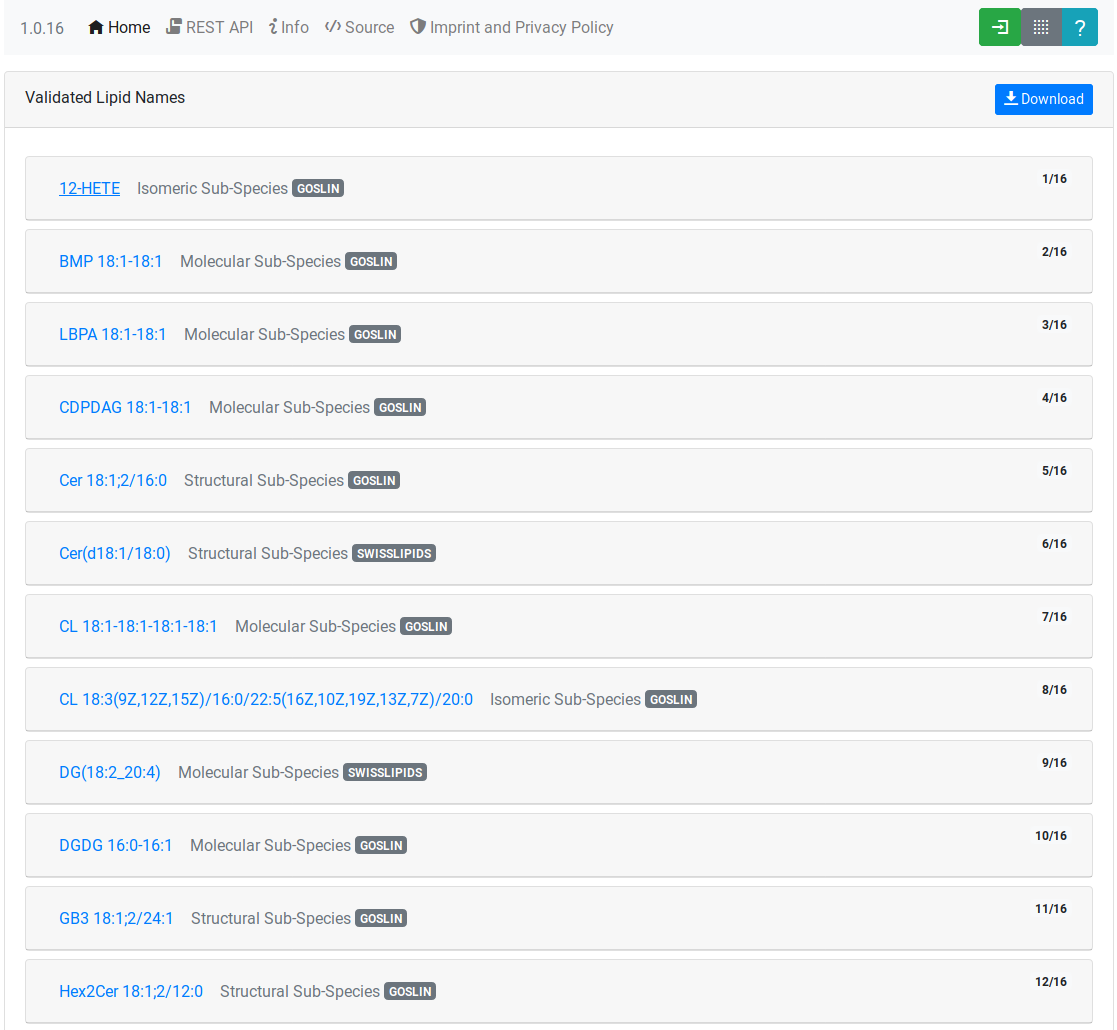 1.0.16 Home REST API Info Source Imprint and Privacy Policy ?
Validated Lipid Names Download
12-HETE Isomeric Sub-Species GOSLIN 1/16
BMP 18:1-18:1 Molecular Sub-Species GOSLIN 2/16
LBPA 18:1-18:1 Molecular Sub-Species GOSLIN 3/16
CDPDAG 18:1-18:1 Molecular Sub-Species GOSLIN 4/16
Cer 18:1;2/16:0 Structural Sub-Species GOSLIN 5/16
Cer(d18:1/18:0) Structural Sub-Species SWISSLIPIDS 6/16
CL 18:1-18:1-18:1-18:1 Molecular Sub-Species GOSLIN 7/16
CL 18:3(9Z,12Z,15Z)/16:0/22:5(16Z,10Z,19Z,13Z,7Z)/20:0 Isomeric Sub-Species GOSLIN 8/16
DG(18:2_20:4) Molecular Sub-Species SWISSLIPIDS 9/16
DGDG 16:0-16:1 Molecular Sub-Species GOSLIN 10/16
GB3 18:1;2/24:1 Structural Sub-Species GOSLIN 11/16
Hex2Cer 18:1;2/12:0 Structural Sub-Species GOSLIN 12/16